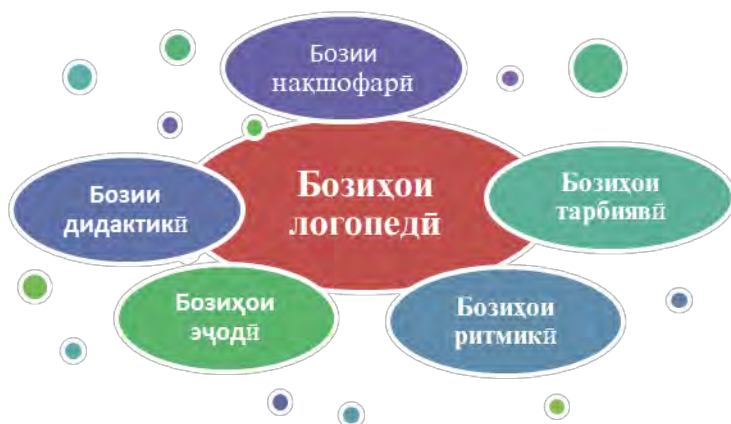 Бозии
нақшофарӣ
Бозии
дидактикӣ
Бозиҳои
логопедӣ
Бозиҳои
тарбиявӣ
Бозиҳои
эҷодӣ
Бозиҳои
ритмикӣ